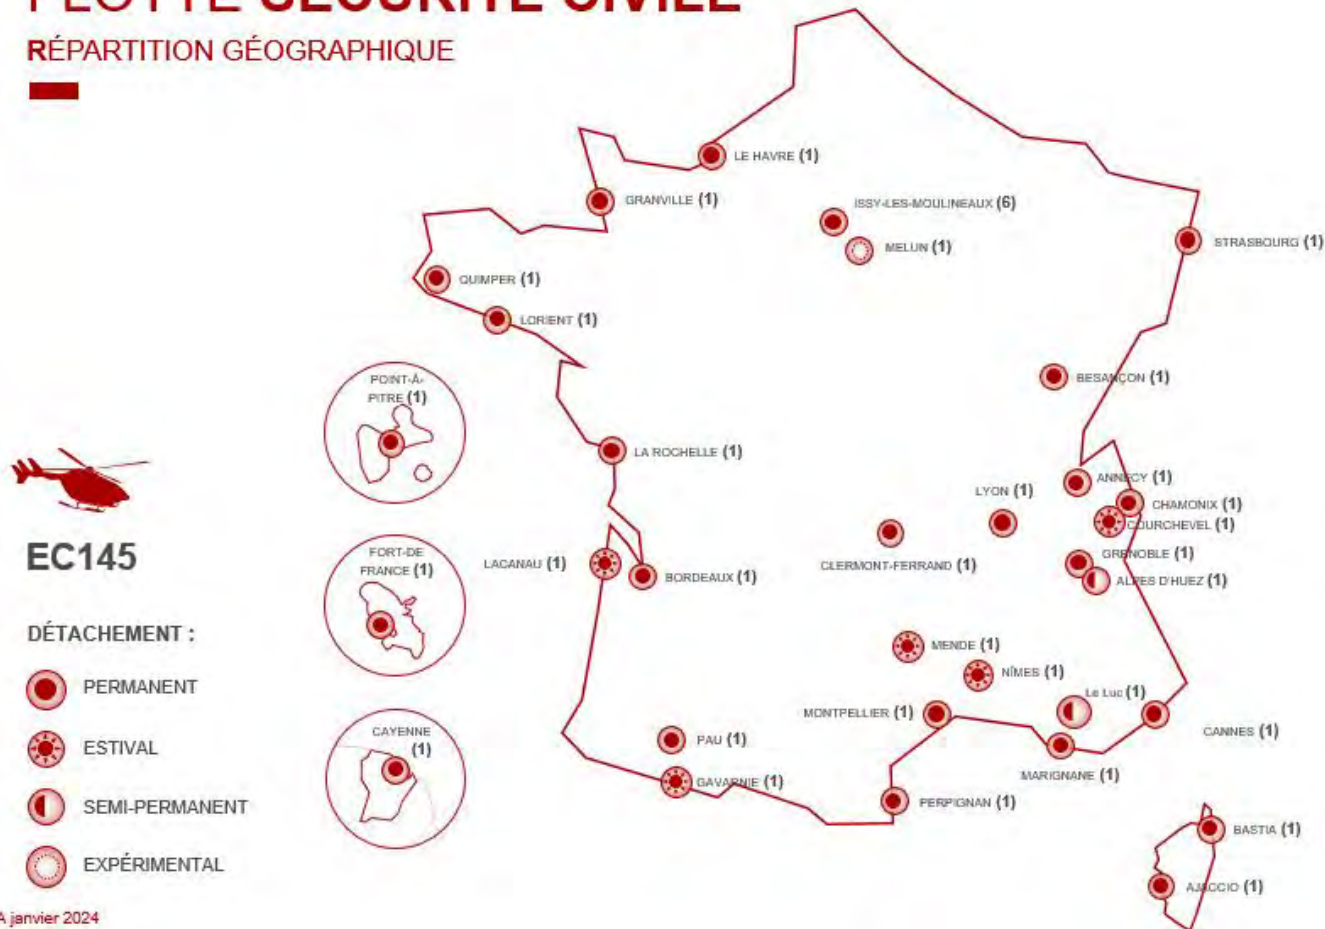 FLOTTE SÉCURITÉ CIVILE
RÉPARTITION GÉOGRAPHIQUE
LE HAVRE (1)
GRANVILLE (1)
ISSY-LES-MOULINEAUX (6)
MELUN (1)
STRASBOURG (1)
QUIMPER (1)
LORIENT (1)
POINT-À-
PITRE (1)
BESANÇON (1)
LA ROCHELLE (1)
ANNECY (1)
LYON (1)
CHAMONIX (1)
COURCHEVEL (1)
GRENOBLE (1)
CLERMONT-FERRAND (1)
ALPES D'HUEZ (1)
LACANAU (1)
BORDEAUX (1)
FORT-DE
FRANCE (1)
EC145
DÉTACHEMENT :
PERMANENT
ESTIVAL
SEMI-PERMANENT
EXPÉRIMENTAL
MENDE (1)
NÎMES (1)
Le Luc (1)
MONTPELLIER (1)
CANNES (1)
CAYENNE
(1)
PAU (1)
MARIGNANE (1)
GAVARNIE (1)
PERPIGNAN (1)
BASTIA (1)
AJACCIO (1)
A janvier 2024